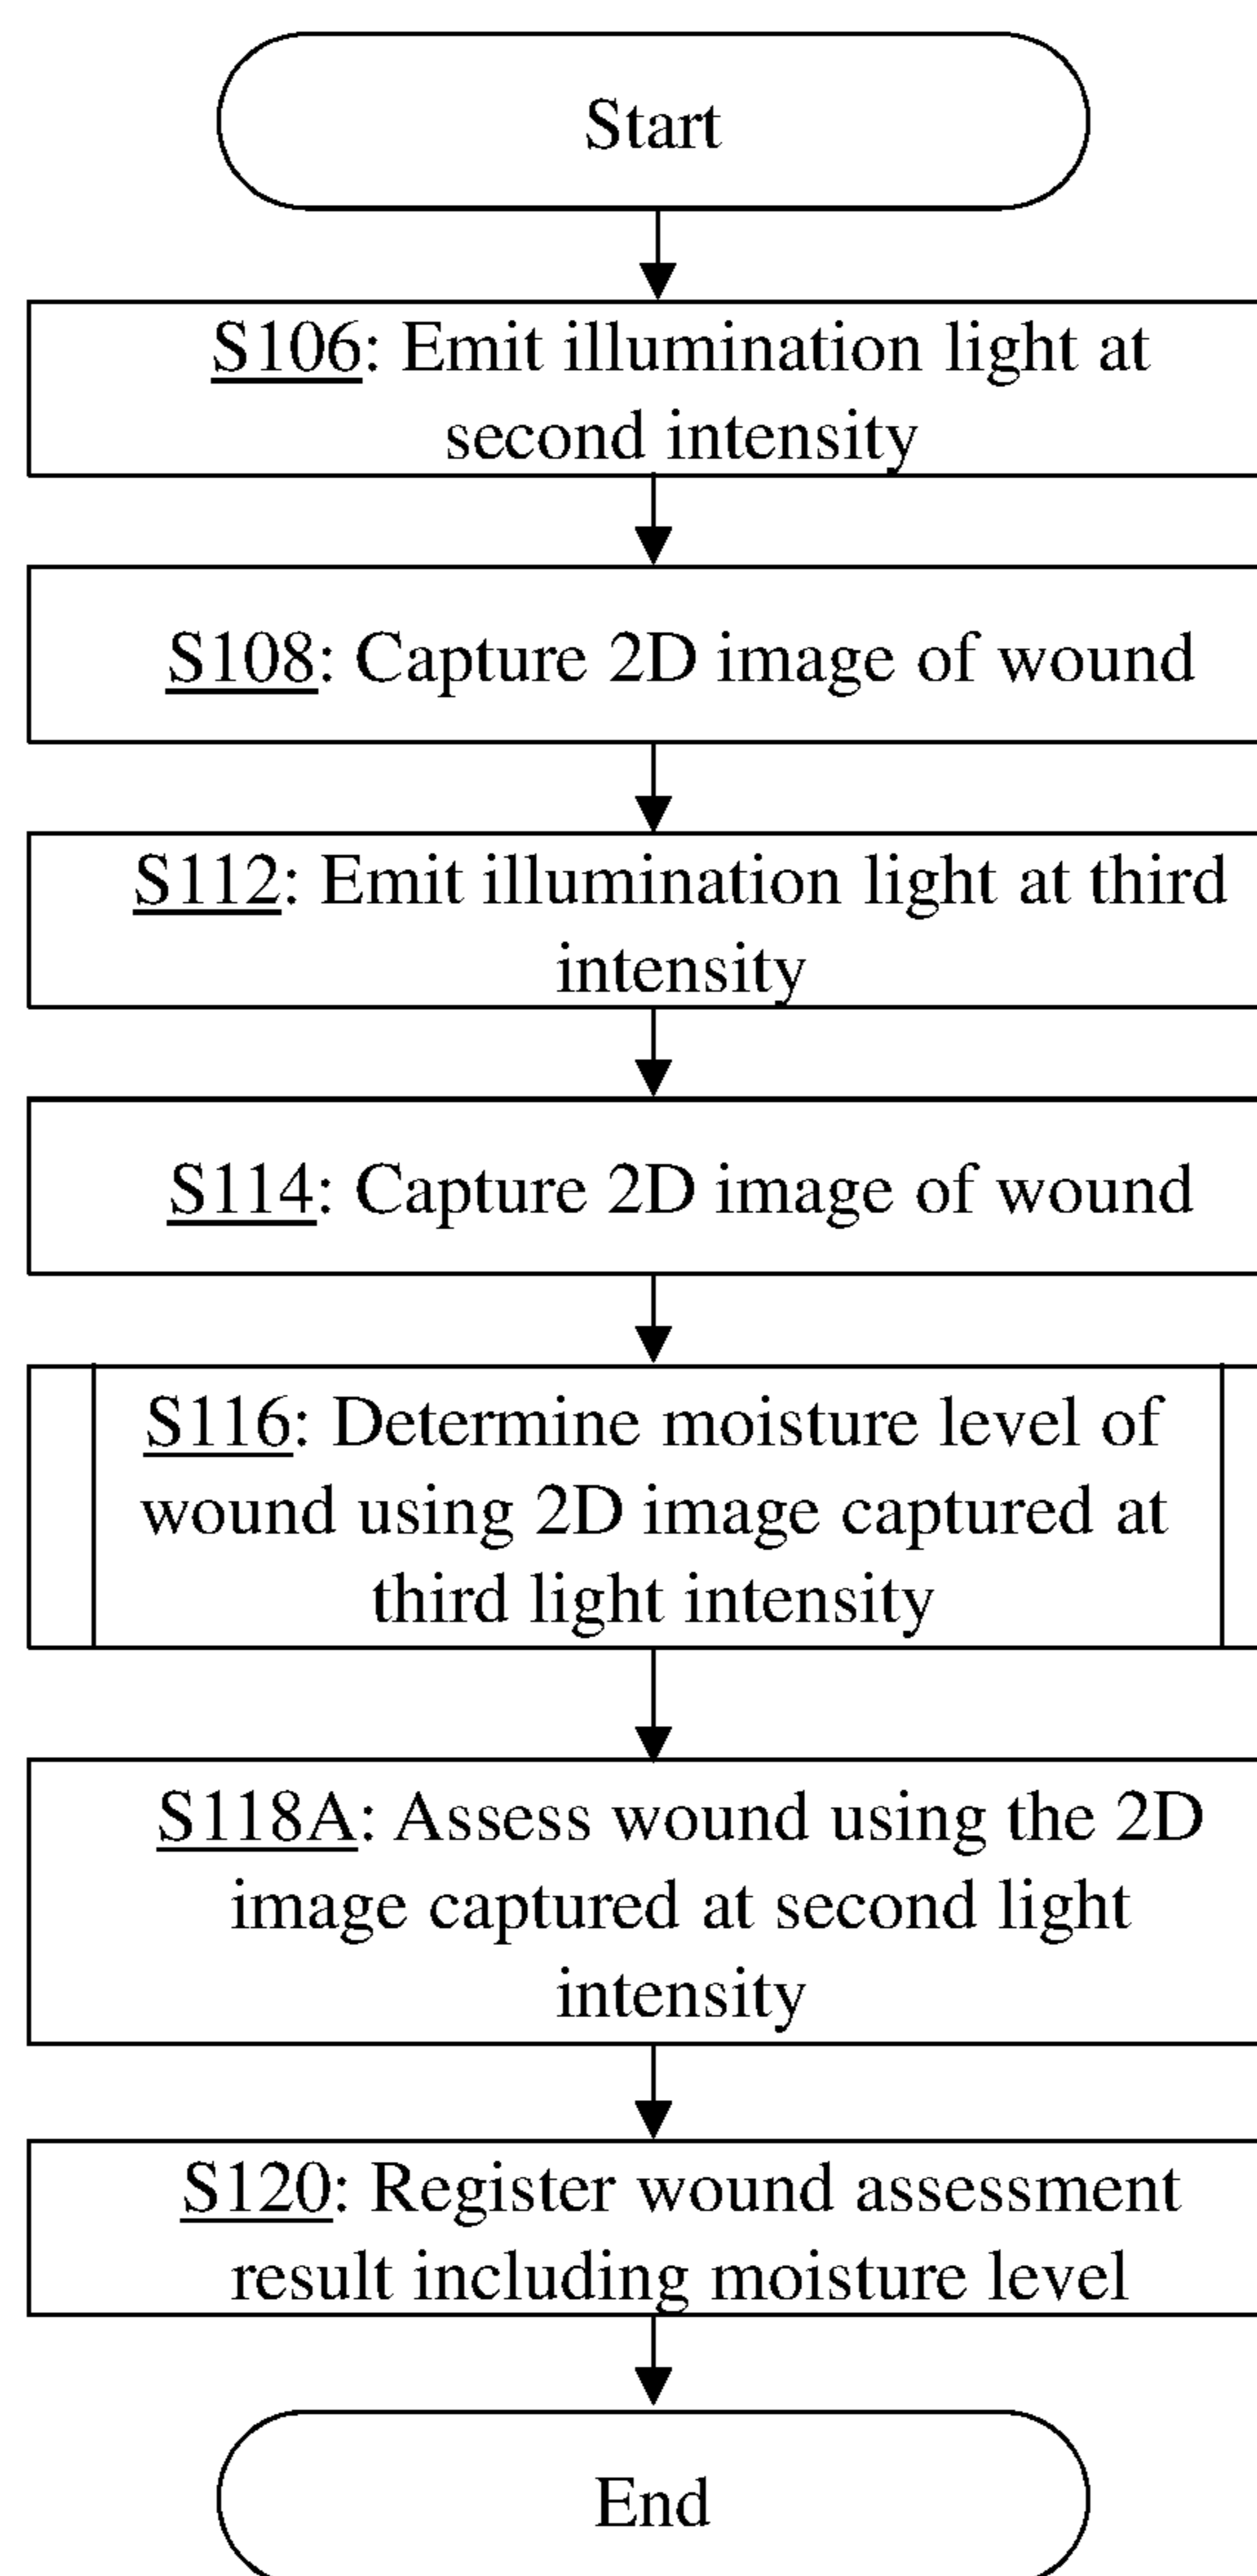 Start
S106: Emit illumination light at
second intensity
S108: Capture 2D image of wound
S112: Emit illumination light at third
intensity
S114: Capture 2D image of wound
S116: Determine moisture level of
wound using 2D image captured at
third light intensity
S118A: Assess wound using the 2D
image captured at second light
intensity
S120: Register wound assessment
result including moisture level
End